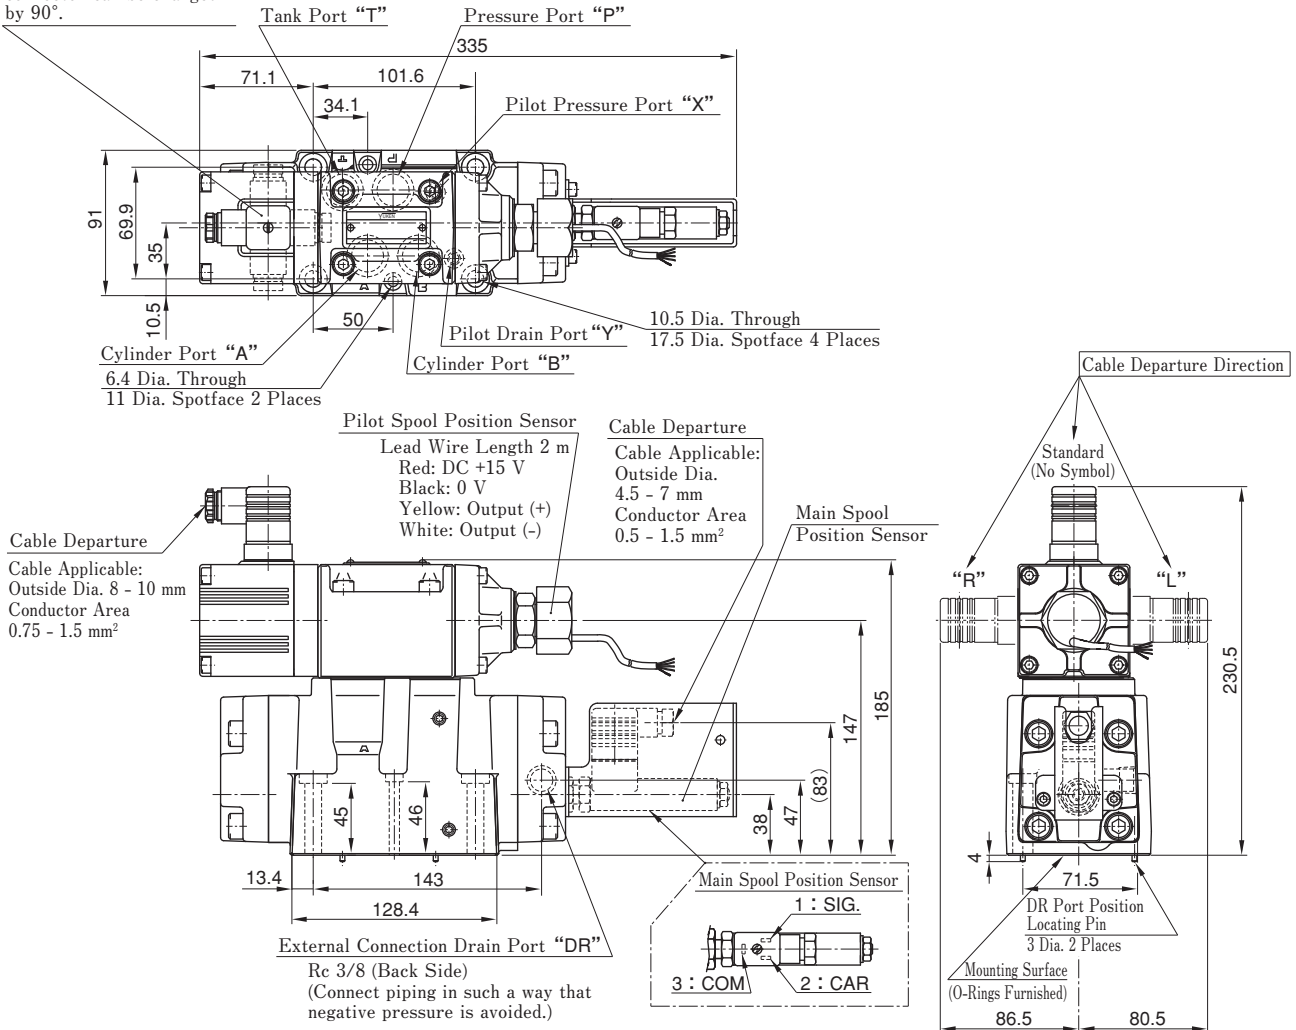 by 90°.
Tank Port “T”
Pressure Port “P”
335
71.1
101.6
34.1
Pilot Pressure Port “X”
T
P
YUKEN
91
69.9
35
10.5
A
B
50
Pilot Drain Port “Y”
10.5 Dia. Through
17.5 Dia. Spotface 4 Places
Cylinder Port “A”
Cylinder Port “B”
6.4 Dia. Through
11 Dia. Spotface 2 Places
Cable Departure Direction
Pilot Spool Position Sensor
Lead Wire Length 2 m
Red: DC +15 V
Black: 0 V
Yellow: Output (+)
White: Output (-)
Cable Departure
Cable Applicable:
Outside Dia.
4.5 - 7 mm
Conductor Area
0.5 - 1.5 mm²
Main Spool
Position Sensor
Standard
(No Symbol)
“R”
“L”
Cable Departure
Cable Applicable:
Outside Dia. 8 - 10 mm
Conductor Area
0.75 - 1.5 mm²
A
45
46
38
47
(83)
147
185
230.5
4
13.4
143
128.4
71.5
DR Port Position
Locating Pin
3 Dia. 2 Places
Mounting Surface
(O-Rings Furnished)
86.5
80.5
Main Spool Position Sensor
1 : SIG.
3 : COM
2 : CAR
External Connection Drain Port “DR”
Rc 3/8 (Back Side)
(Connect piping in such a way that
negative pressure is avoided.)